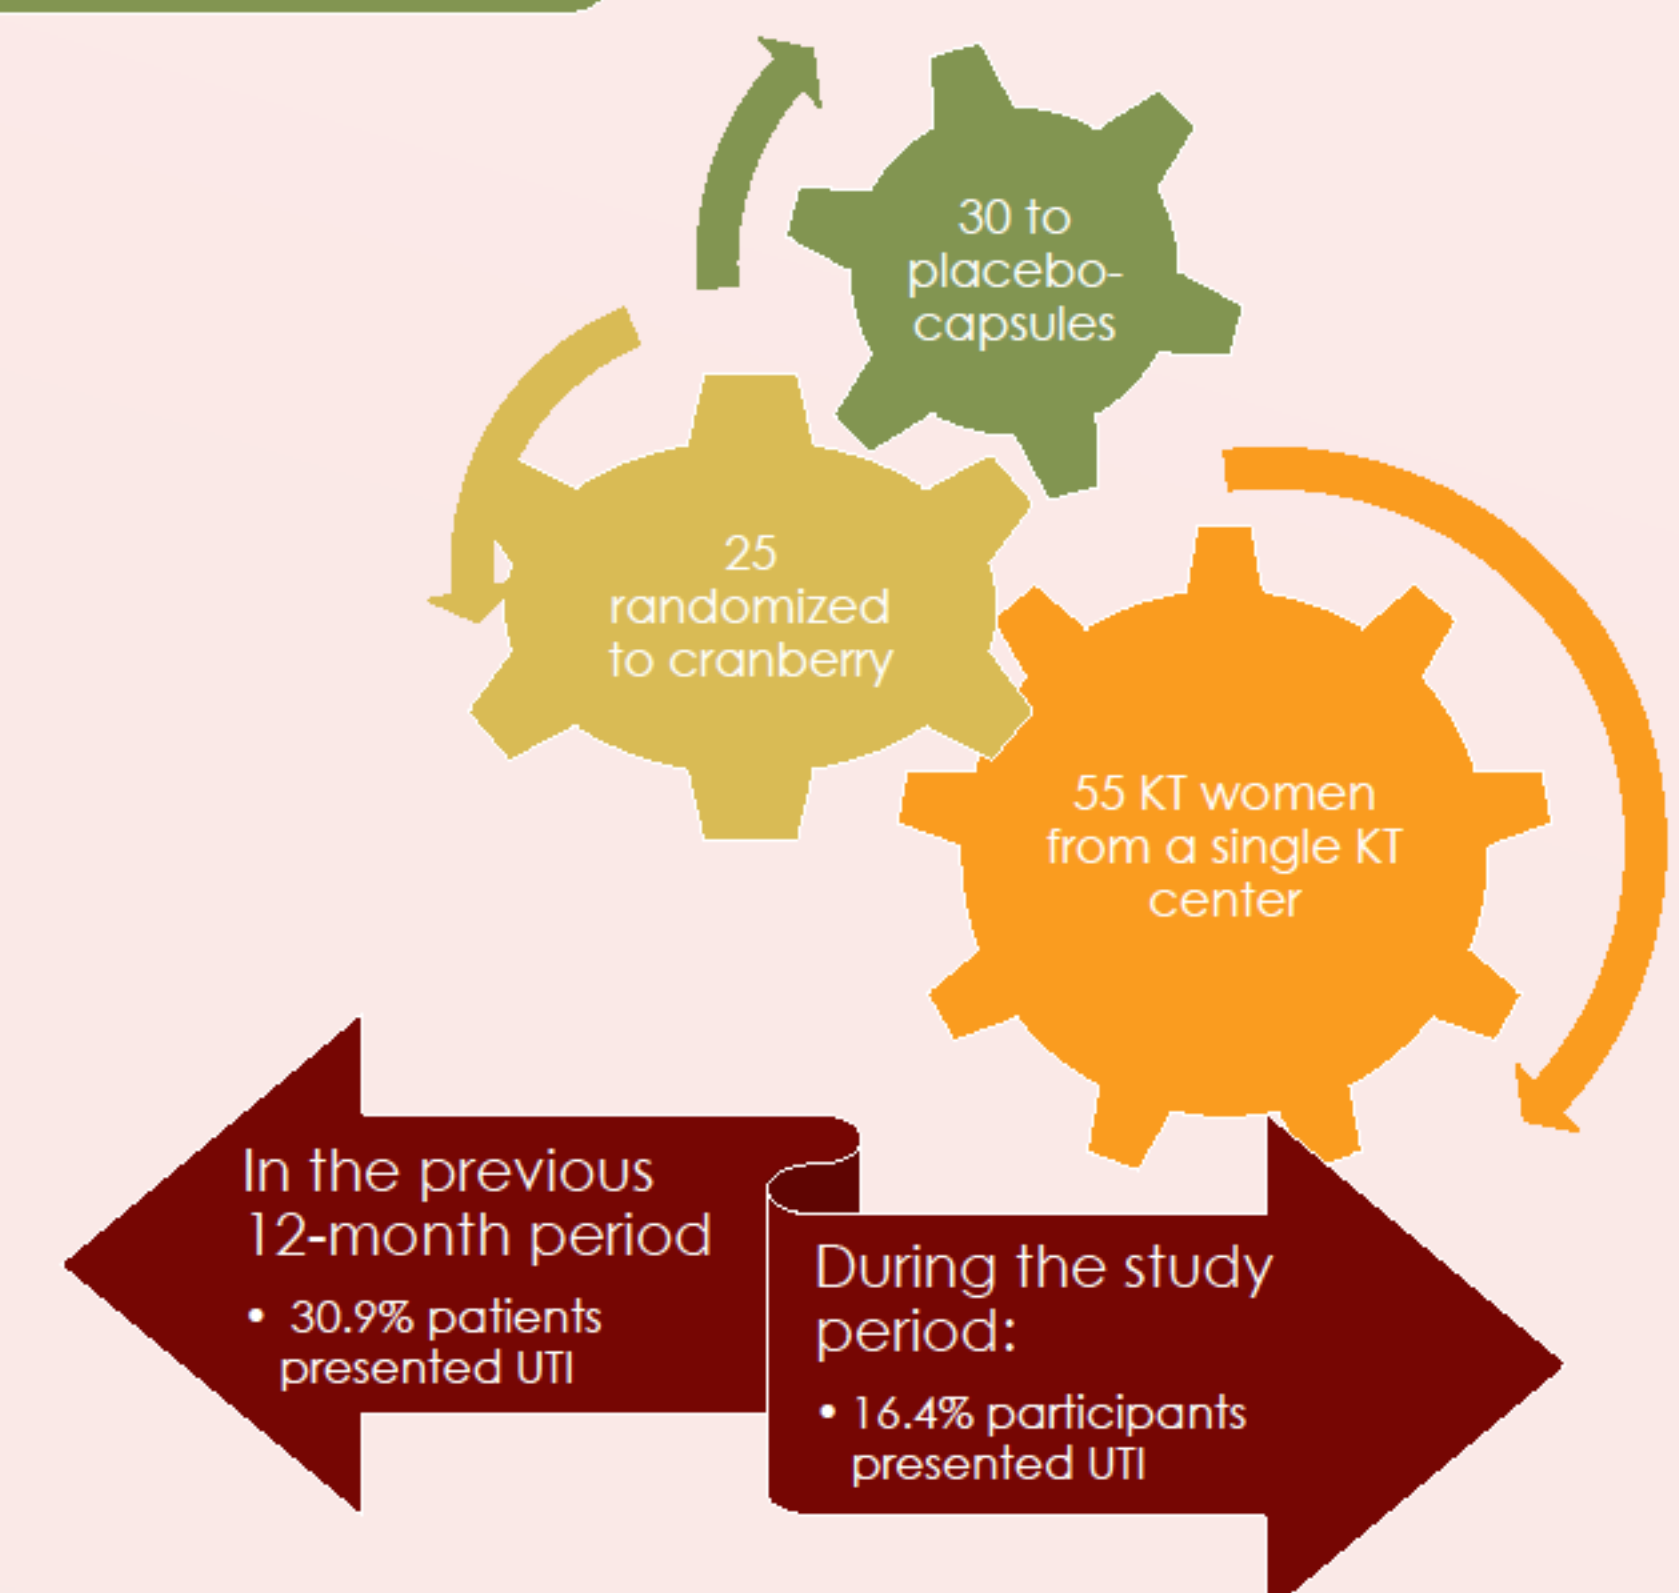 30 to
placebo-
capsules
25
randomized
to cranberry
55 KT women
from a single KT
center
In the previous
12-month period
• 30.9% patients
presented UTI
During the study
period:
• 16.4% participants
presented UTI